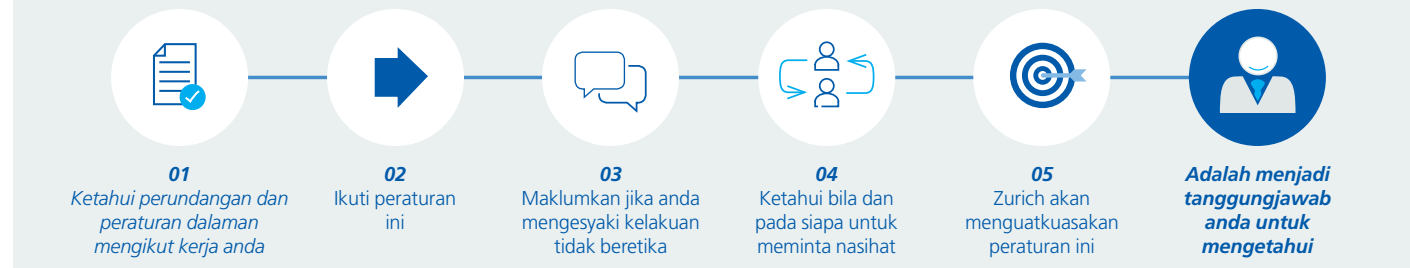 01
Ketahui perundangan dan
peraturan dalaman
mengikut kerja anda
02
Ikuti peraturan
ini
03
Maklumkan jika anda
mengesyaki kelakuan
tidak beretika
04
Ketahui bila dan
pada siapa untuk
meminta nasihat
05
Zurich akan
menguatkuasakan
peraturan ini
Adalah menjadi
tanggungjawab
anda untuk
mengetahui